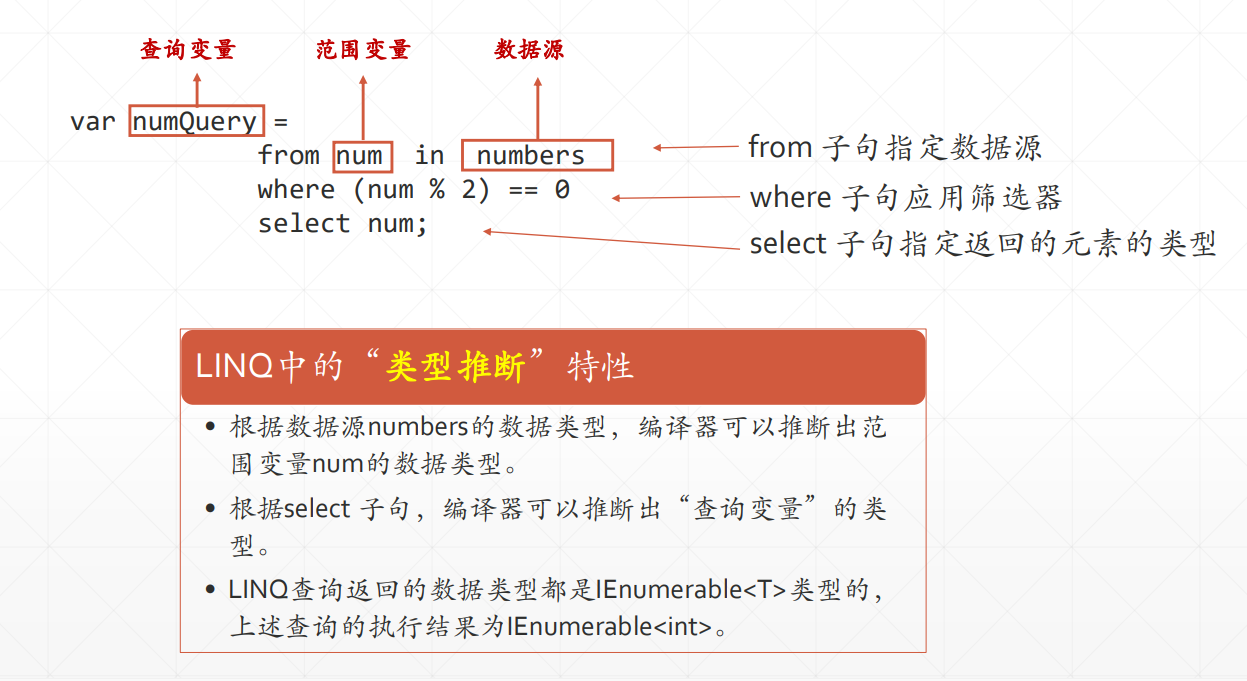 查询变量 范围变量 数据源
var numQuery =
from num in numbers
where (num % 2) == 0
select num;
from 子句指定数据源
where 子句应用筛选器
select 子句指定返回的元素的类型
LINQ中的“类型推断”特性
• 根据数据源numbers的数据类型，编译器可以推断出范
围变量num的数据类型。
• 根据select 子句，编译器可以推断出“查询变量”的类
型。
• LINQ查询返回的数据类型都是IEnumerable<T>类型的，
上述查询的执行结果为IEnumerable<int>。